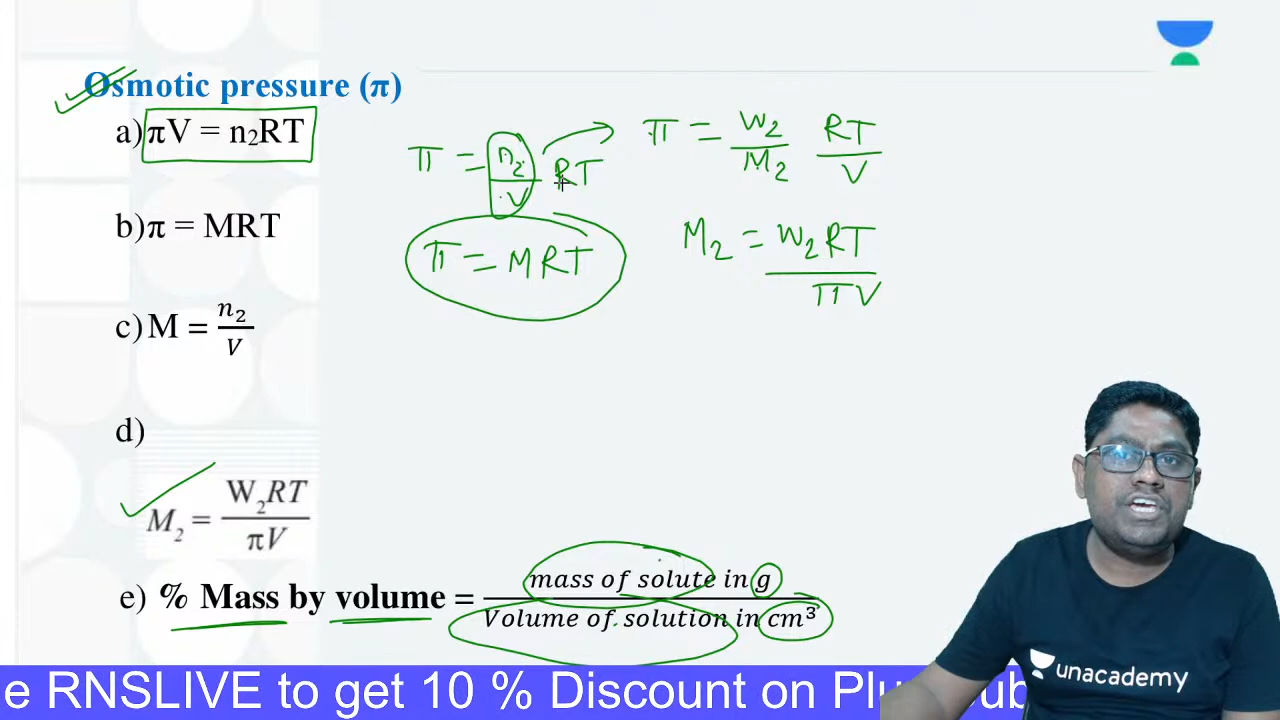 Osmotic pressure (π)
a) πV = n₂RT
b) π = MRT
c) M = n₂/V
d)
M₂ = W₂RT/πV
e) % Mass by volume = mass of solute in g / Volume of solution in cm³
π = n₂/V RT
π = MRT
π = W₂/M₂ RT/V
M₂ = W₂RT/πV
unacademy
e RNSLIVE to get 10 % Discount on Plu